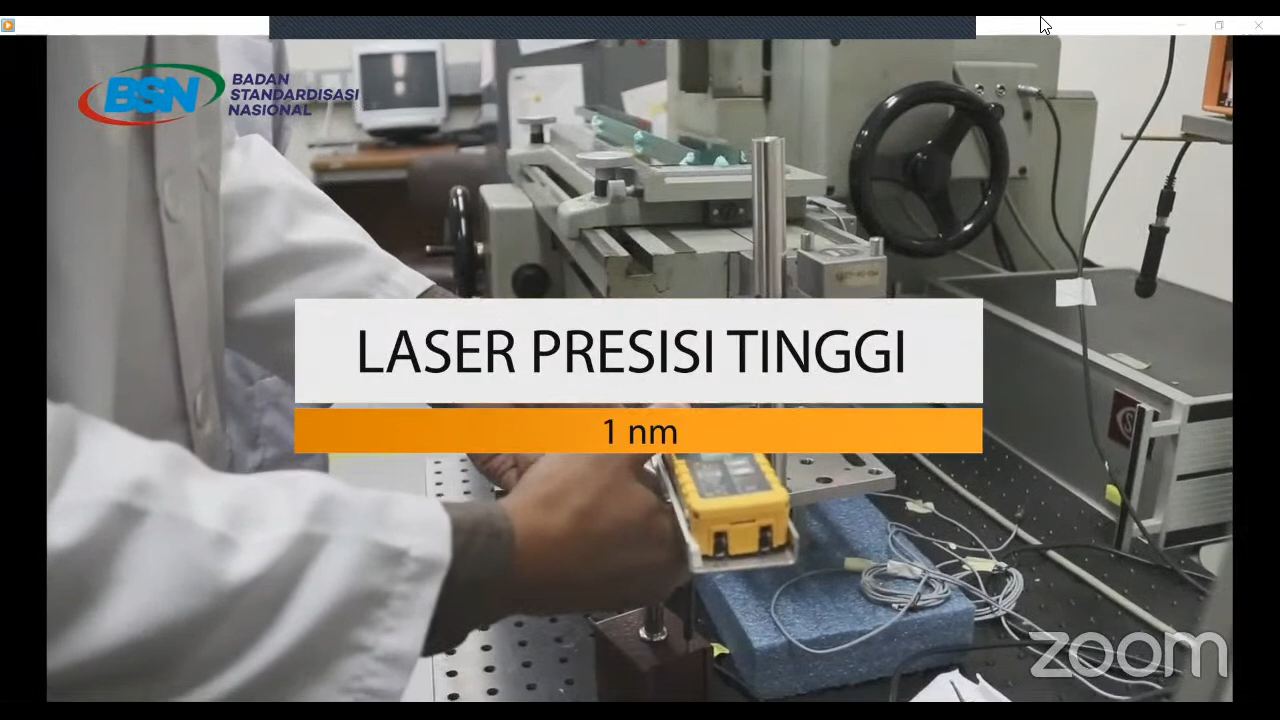 BSN
BADAN
STANDARDISASI
NASIONAL
LASER PRESISI TINGGI
1 nm
zoom